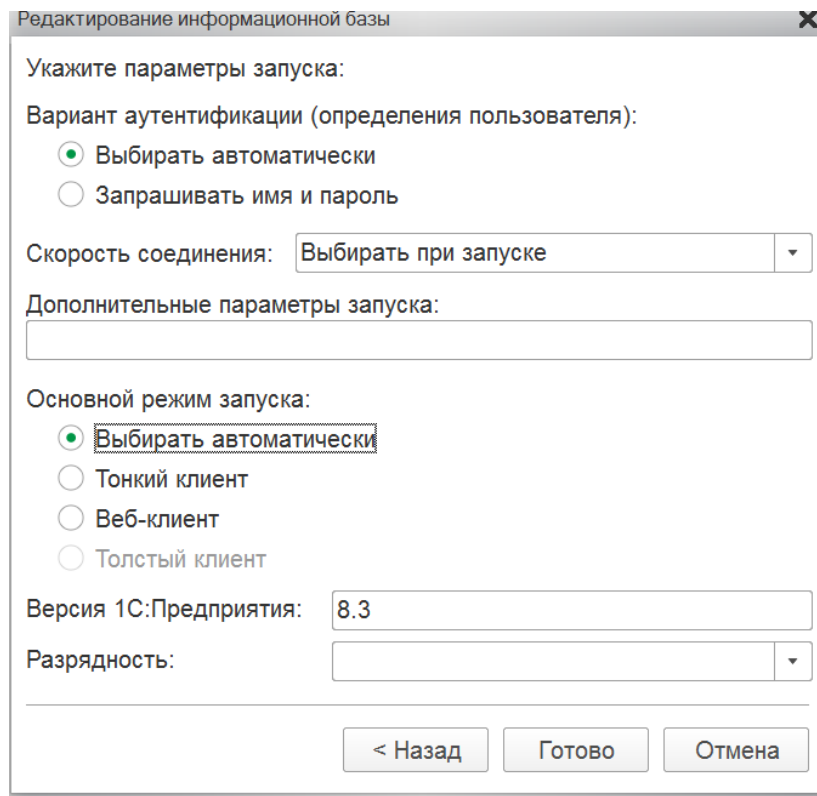 Редактирование информационной базы
Укажите параметры запуска:
Вариант аутентификации (определения пользователя):
Выбирать автоматически
Запрашивать имя и пароль
Скорость соединения: Выбирать при запуске
Дополнительные параметры запуска:
Основной режим запуска:
Выбирать автоматически
Тонкий клиент
Веб-клиент
Толстый клиент
Версия 1С:Предприятия: 8.3
Разрядность:
< Назад Готово Отмена